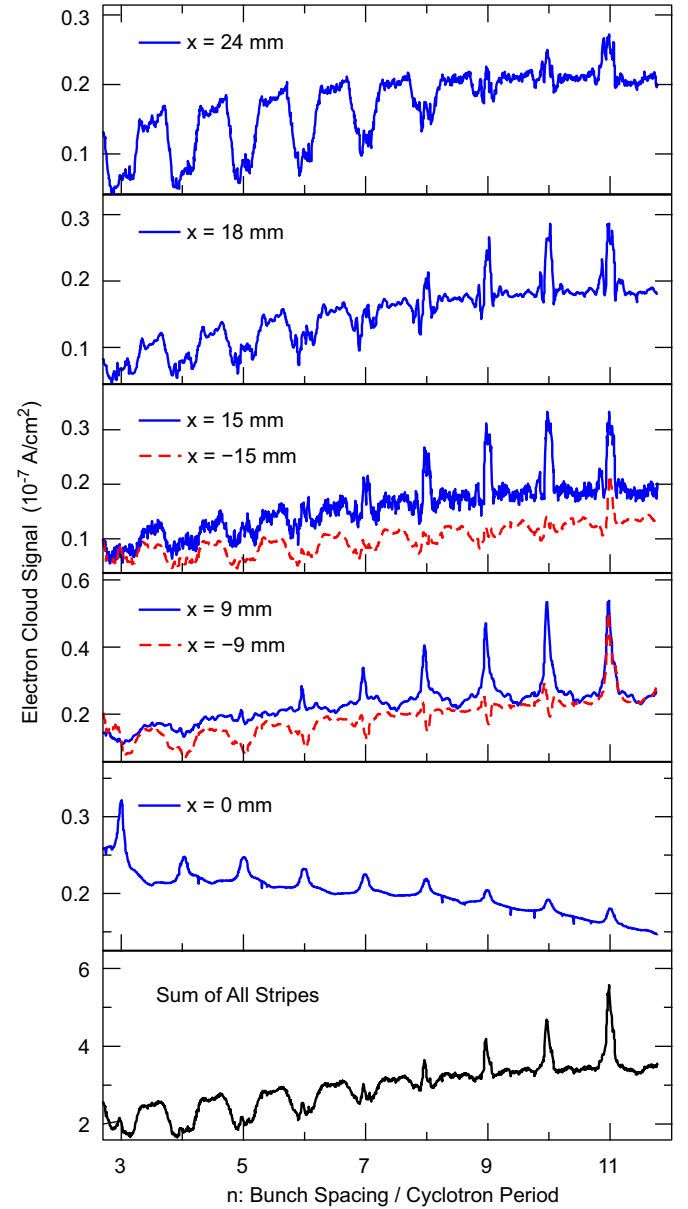 0.3
x = 24 mm
0.2
0.1
0.3
x = 18 mm
0.2
0.1
x = 15 mm
0.3
x = −15 mm
0.2
0.1
0.6
x = 9 mm
x = −9 mm
0.4
0.2
x = 0 mm
0.3
0.2
6
Sum of All Stripes
4
2
3 5 7 9 11
n: Bunch Spacing / Cyclotron Period
Electron Cloud Signal (10⁻⁷ A/cm²)